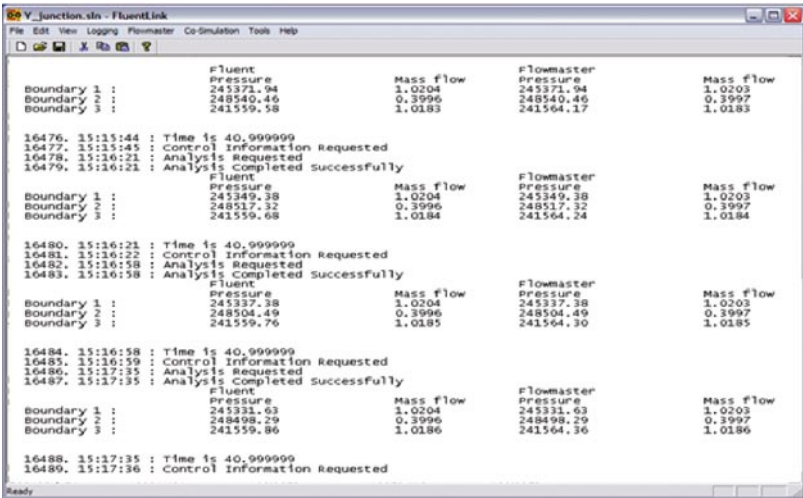 Y_junction.sln - FluentLink
File Edit View Logging Flowmaster Co-Simulation Tools Help
Fluent Flowmaster
Pressure Mass flow Pressure Mass flow
Boundary 1 : 245371.94 1.0204 245371.94 1.0203
Boundary 2 : 248540.46 0.3996 248540.46 0.3997
Boundary 3 : 241559.58 1.0183 241564.17 1.0183
16476. 15:15:44 : Time is 40.999999
16477. 15:15:45 : Control Information Requested
16478. 15:16:21 : Analysis Requested
16479. 15:16:21 : Analysis Completed Successfully
Fluent Flowmaster
Pressure Mass flow Pressure Mass flow
Boundary 1 : 245349.38 1.0204 245349.38 1.0203
Boundary 2 : 248517.32 0.3996 248517.32 0.3997
Boundary 3 : 241559.68 1.0184 241564.24 1.0184
16480. 15:16:21 : Time is 40.999999
16481. 15:16:22 : Control Information Requested
16482. 15:16:58 : Analysis Requested
16483. 15:16:58 : Analysis Completed Successfully
Fluent Flowmaster
Pressure Mass flow Pressure Mass flow
Boundary 1 : 245337.38 1.0204 245337.38 1.0203
Boundary 2 : 248504.49 0.3996 248504.49 0.3997
Boundary 3 : 241559.76 1.0185 241564.30 1.0185
16484. 15:16:58 : Time is 40.999999
16485. 15:16:59 : Control Information Requested
16486. 15:17:35 : Analysis Requested
16487. 15:17:35 : Analysis Completed Successfully
Fluent Flowmaster
Pressure Mass flow Pressure Mass flow
Boundary 1 : 245331.63 1.0204 245331.63 1.0203
Boundary 2 : 248498.29 0.3996 248498.29 0.3997
Boundary 3 : 241559.86 1.0186 241564.36 1.0186
16488. 15:17:35 : Time is 40.999999
16489. 15:17:36 : Control Information Requested
Ready